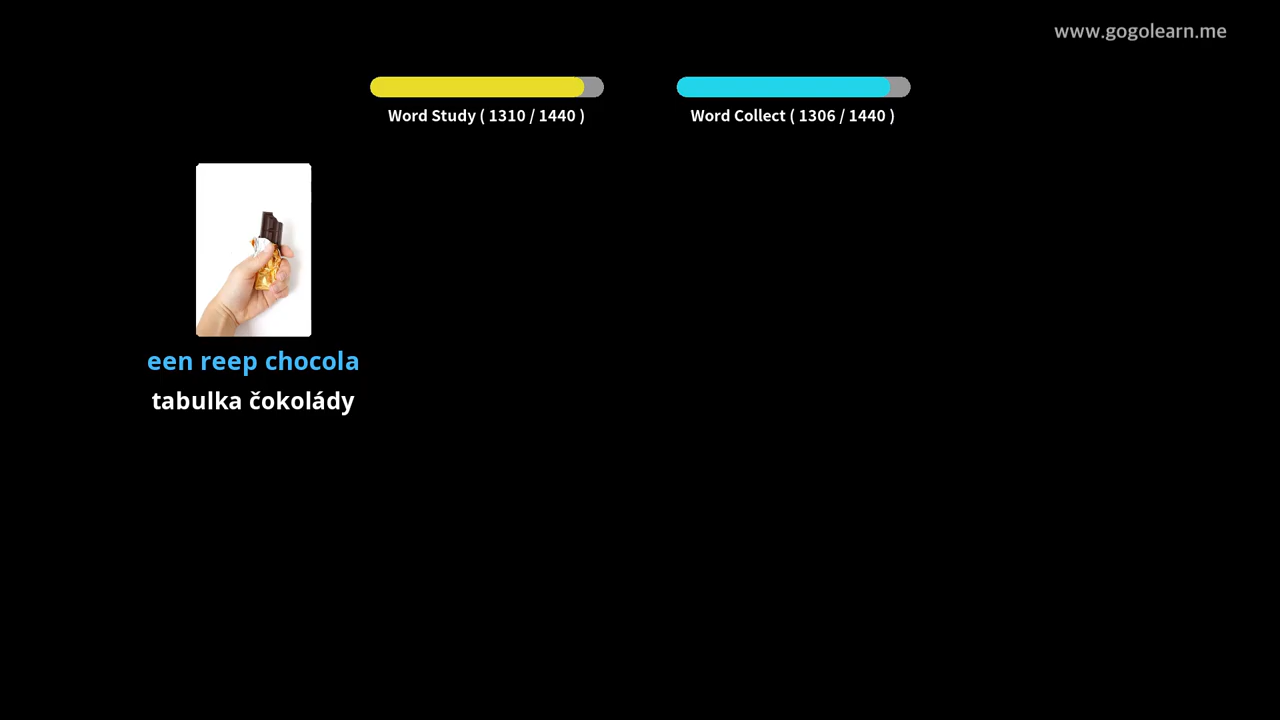 www.gogolearn.me
Word Study ( 1310 / 1440 )
Word Collect ( 1306 / 1440 )
een reep chocola
tabulka čokolády